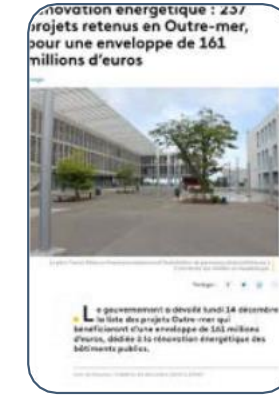 rénovation énergétique : 237
projets retenus en Outre-mer,
pour une enveloppe de 161
millions d'euros
Partager :
Le gouvernement a dévoilé lundi 14 décembre
la liste des projets Outre-mer qui
bénéficieront d'une enveloppe de 161 millions
d'euros, dédiée à la rénovation énergétique des
bâtiments publics.